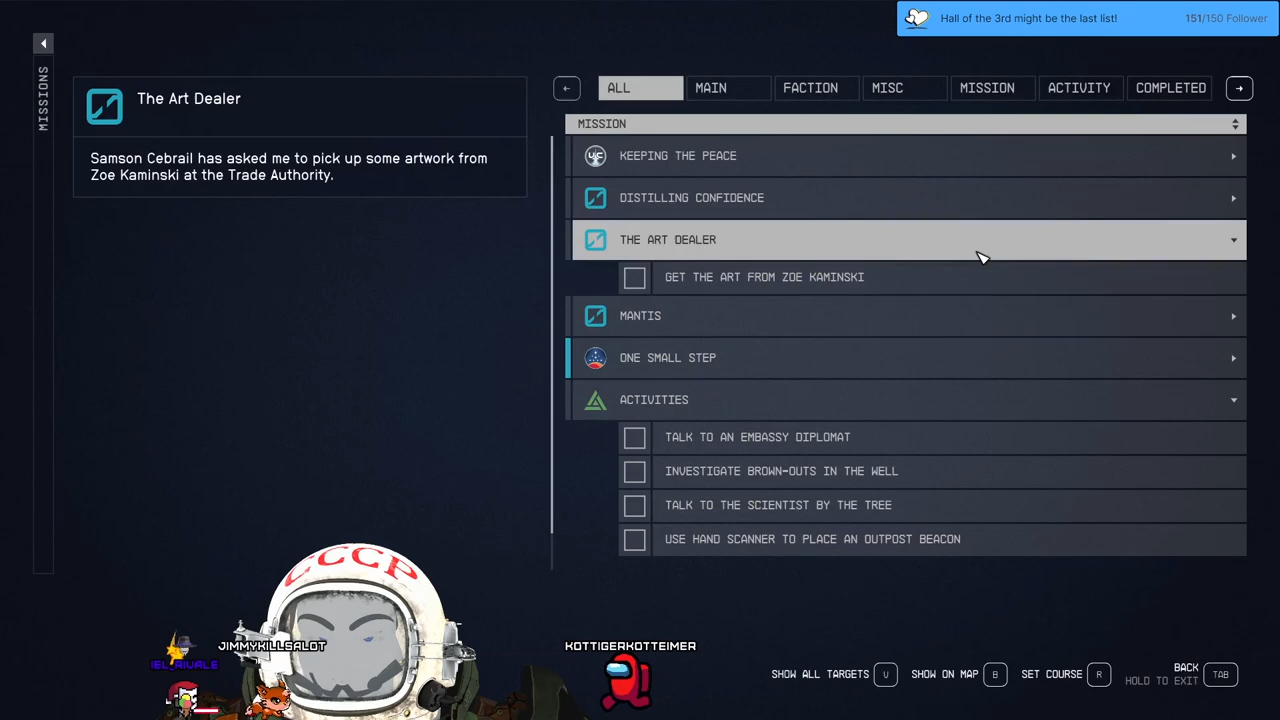 Hall of the 3rd might be the last list!
151/150 Follower
MISSIONS
The Art Dealer
Samson Cebrail has asked me to pick up some artwork from
Zoe Kaminski at the Trade Authority.
ALL
MAIN
FACTION
MISC
MISSION
ACTIVITY
COMPLETED
MISSION
UC
KEEPING THE PEACE
DISTILLING CONFIDENCE
THE ART DEALER
GET THE ART FROM ZOE KAMINSKI
MANTIS
ONE SMALL STEP
ACTIVITIES
TALK TO AN EMBASSY DIPLOMAT
INVESTIGATE BROWN-OUTS IN THE WELL
TALK TO THE SCIENTIST BY THE TREE
USE HAND SCANNER TO PLACE AN OUTPOST BEACON
CCCP
JIMMYKILLSALOT
IEL_RIVALE
KOTTIGERKOTTEIMER
SHOW ALL TARGETS V
SHOW ON MAP B
SET COURSE R
BACK
HOLD TO EXIT TAB